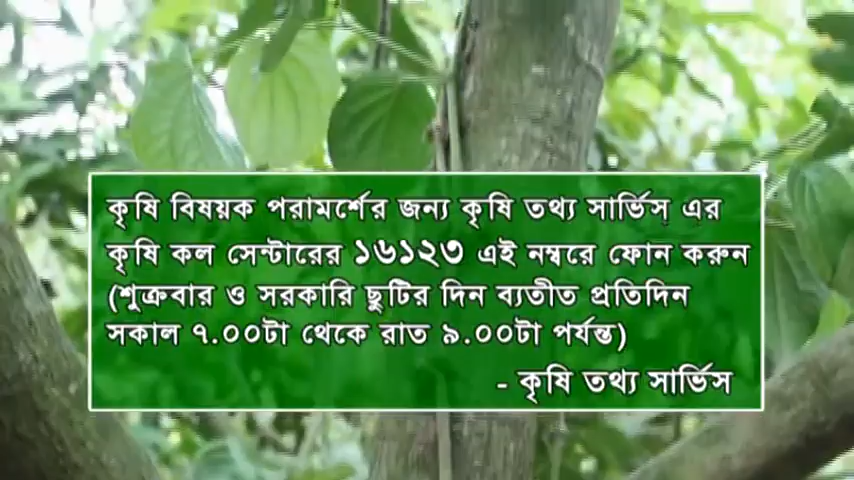 কৃষি বিষয়ক পরামর্শের জন্য কৃষি তথ্য সার্ভিস এর
কৃষি কল সেন্টারের ১৬১২৩ এই নম্বরে ফোন করুন
(শুক্রবার ও সরকারি ছুটির দিন ব্যতীত প্রতিদিন
সকাল ৭.০০টা থেকে রাত ৯.০০টা পর্যন্ত)
- কৃষি তথ্য সার্ভিস